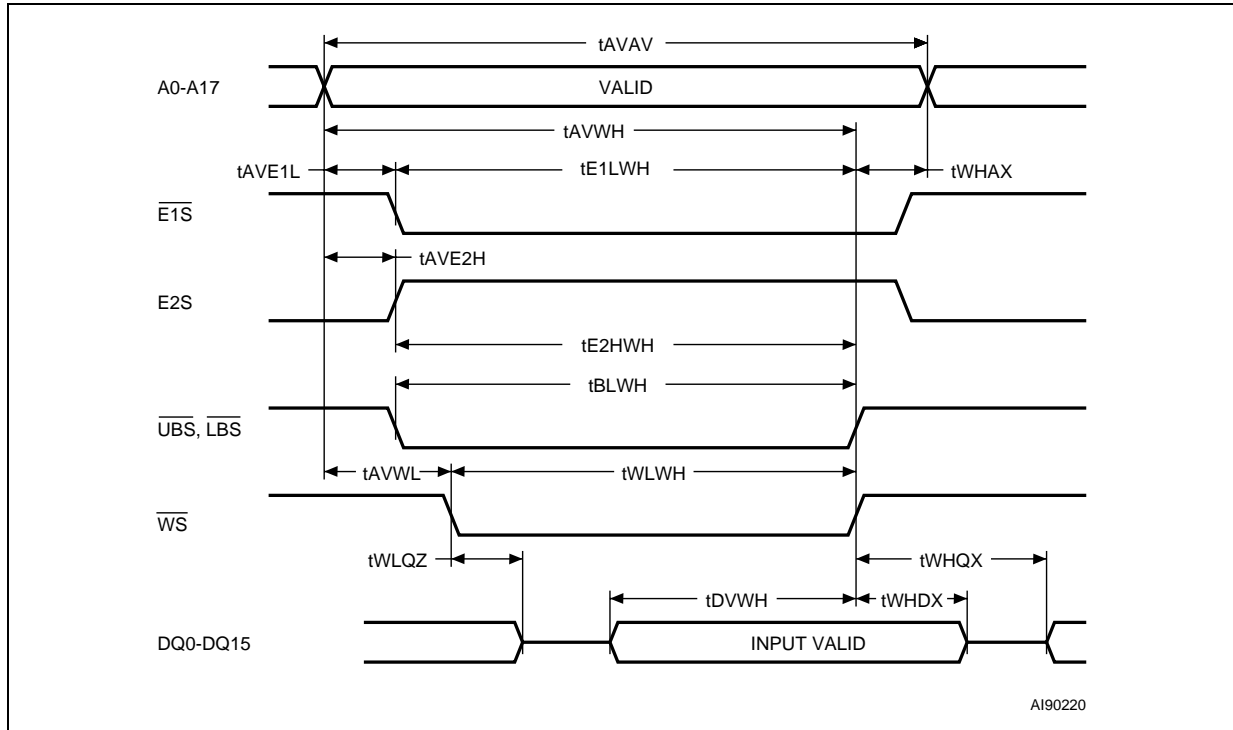 tAVAV
A0-A17
VALID
tAVWH
tAVE1L
tE1LWH
tWHAX
E1S
tAVE2H
E2S
tE2HWH
tBLWH
UBS, LBS
tAVWL
tWLWH
WS
tWLQZ
tWHQX
tDVWH
tWHDX
DQ0-DQ15
INPUT VALID
AI90220